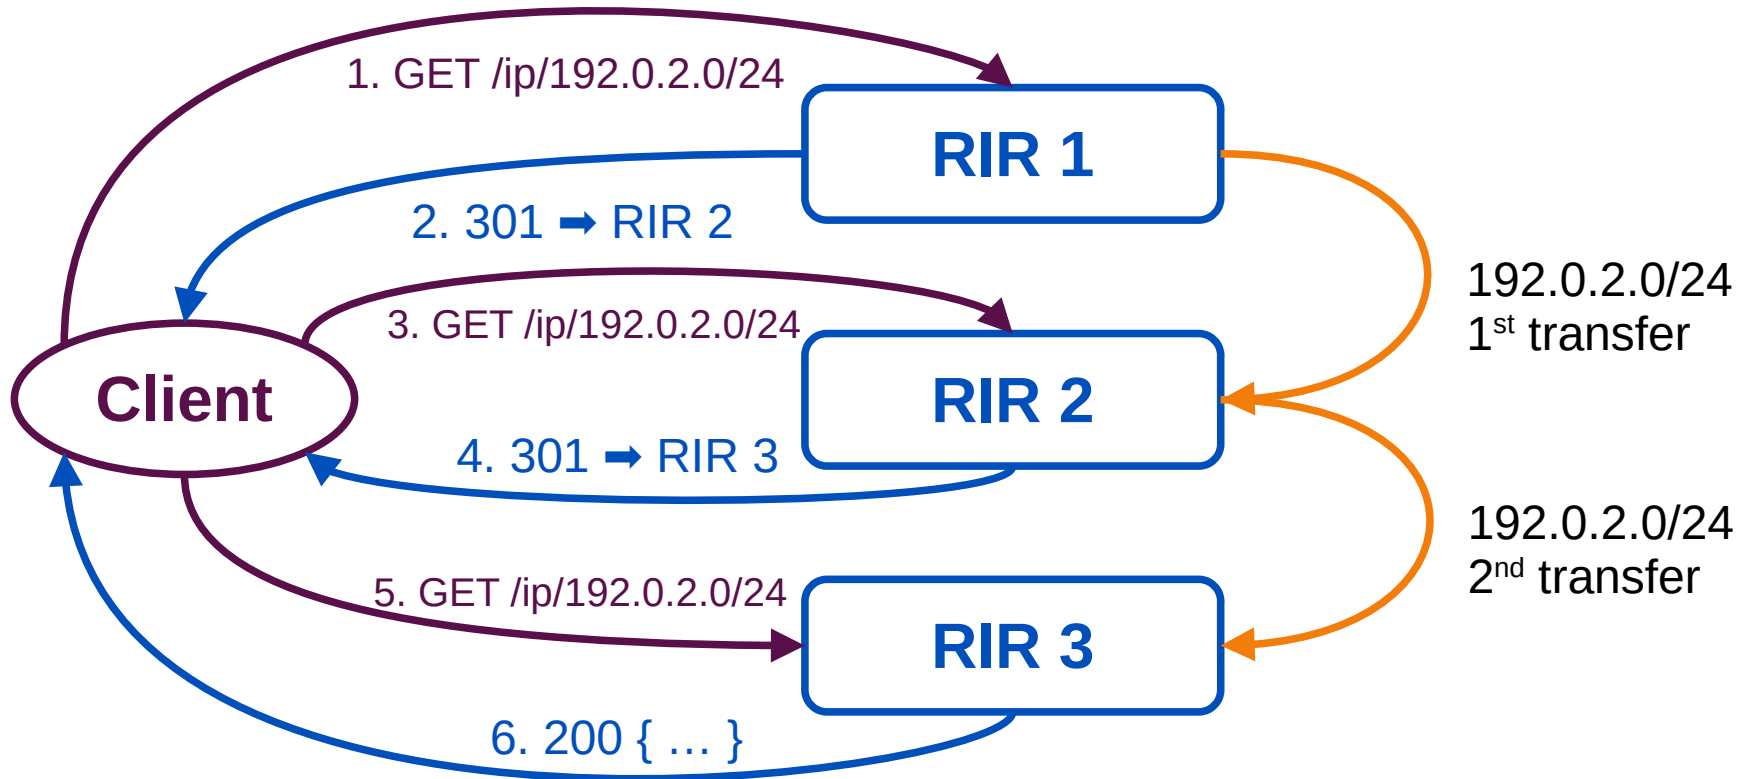 1. GET /ip/192.0.2.0/24
RIR 1
2. 301 ➡ RIR 2
192.0.2.0/24
1st transfer
3. GET /ip/192.0.2.0/24
Client
RIR 2
4. 301 ➡ RIR 3
192.0.2.0/24
2nd transfer
5. GET /ip/192.0.2.0/24
RIR 3
6. 200 { … }